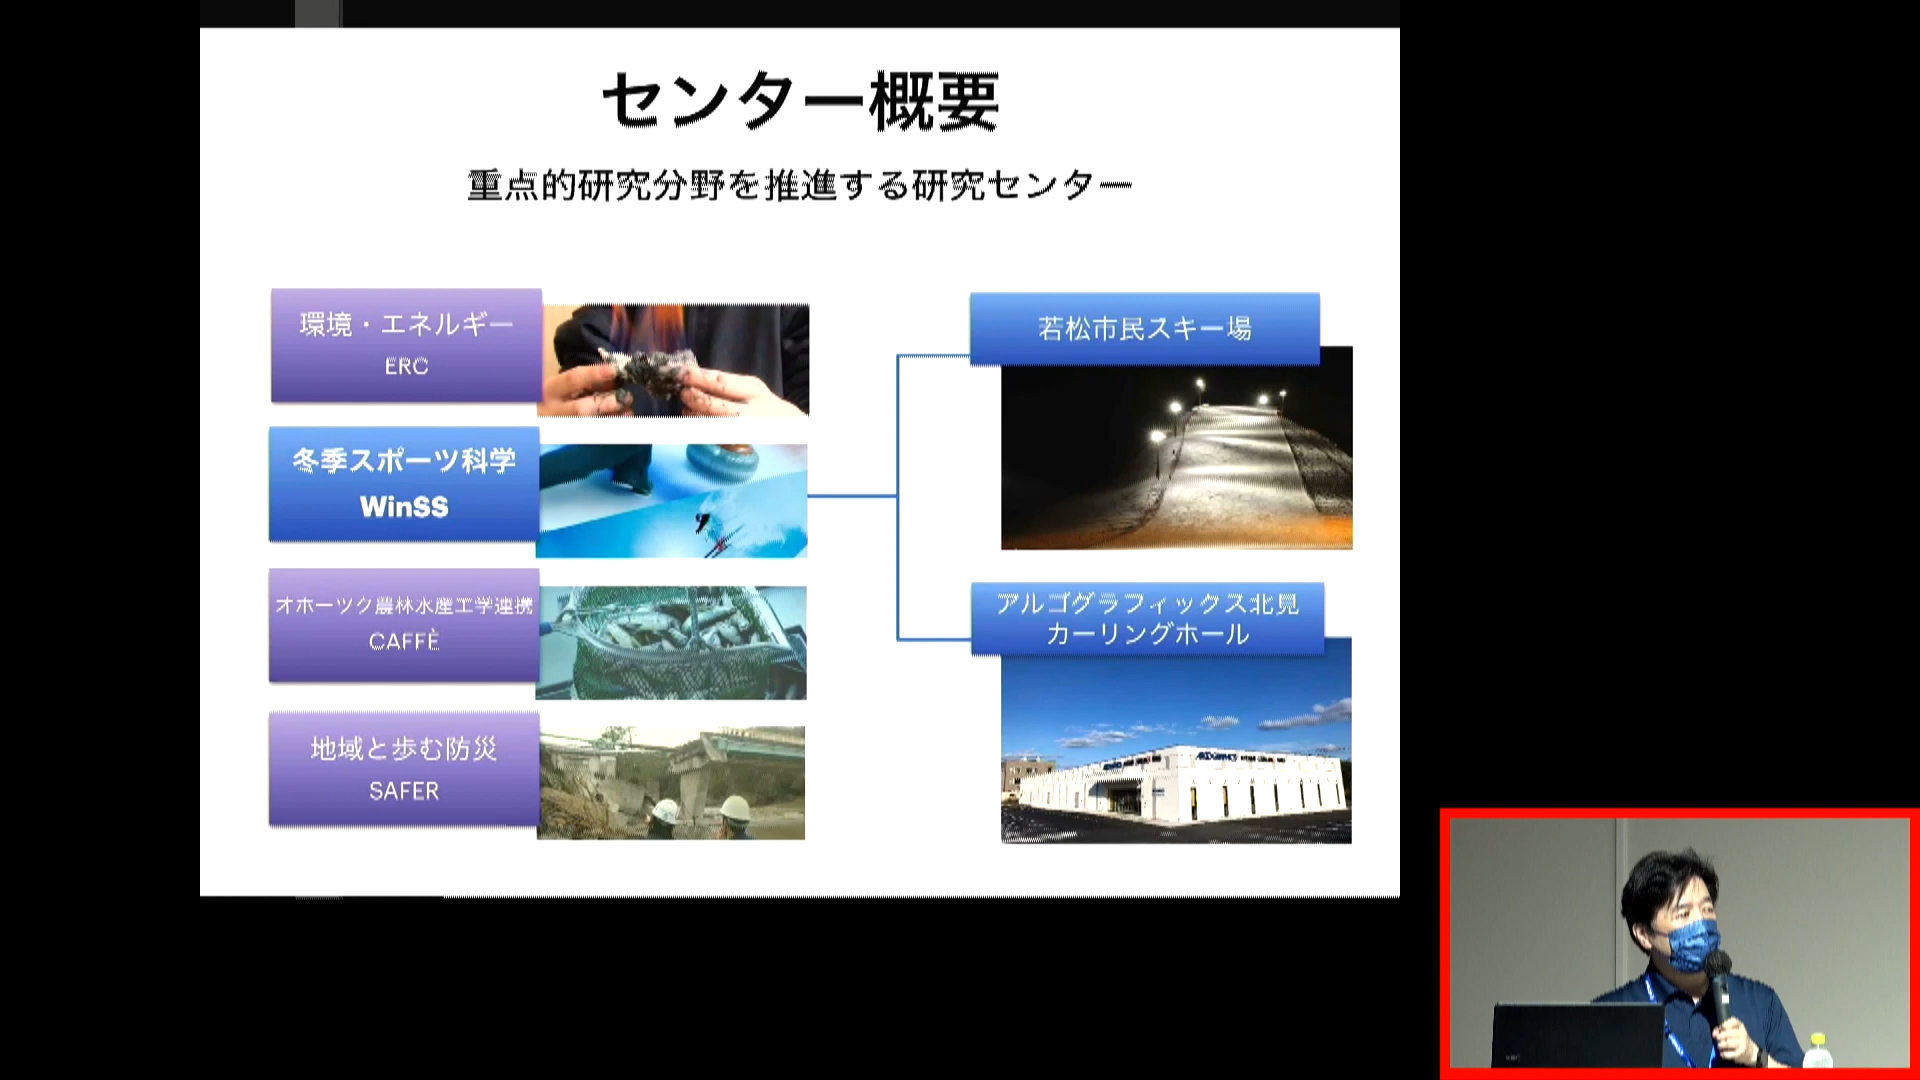 センター概要
重点的研究分野を推進する研究センター
環境・エネルギー
ERC
冬季スポーツ科学
WinSS
オホーツク農林水産工学連携
CAFFÈ
地域と歩む防災
SAFER
若松市民スキー場
アルゴグラフィックス北見
カーリングホール